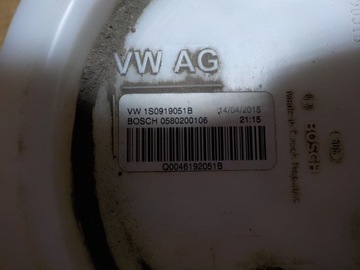 VW AG
VW 1S0919051B 14/04/2015
BOSCH 0580200106 21:15
Q0046192051B
BOSCH
Made in Czech Republic